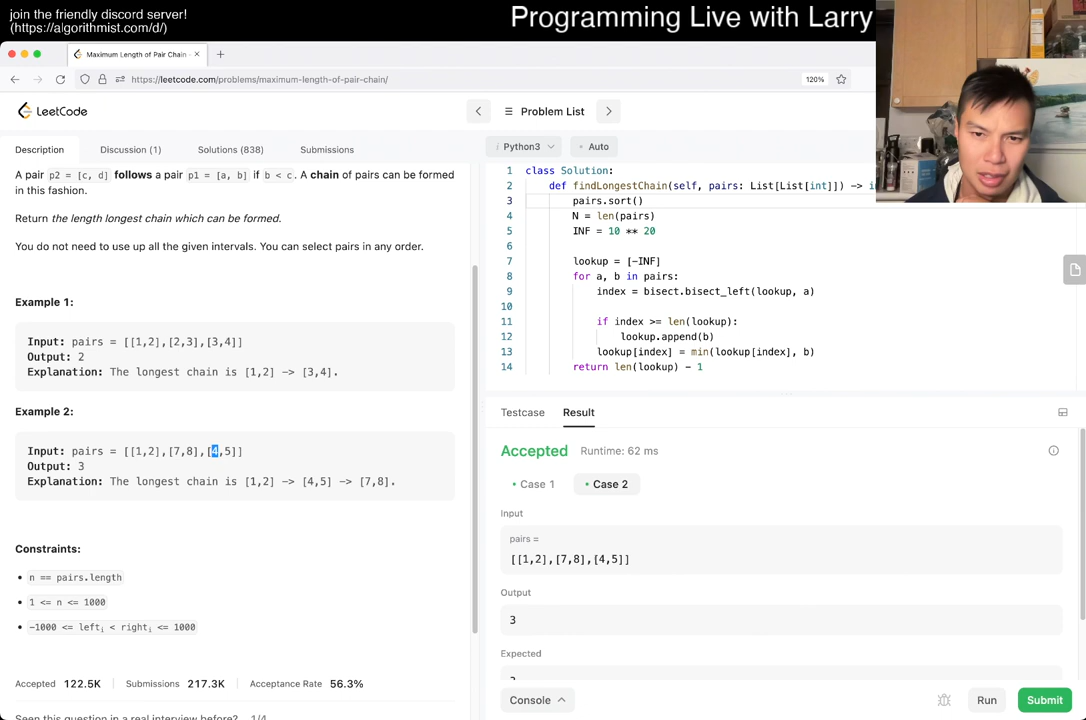 join the friendly discord server!
(https://algorithmist.com/d/)
Programming Live with Larry
Maximum Length of Pair Chain -
https://leetcode.com/problems/maximum-length-of-pair-chain/
120%
LeetCode
Problem List
Description
Discussion (1)
Solutions (838)
Submissions
A pair p2 = [c, d] follows a pair p1 = [a, b] if b < c. A chain of pairs can be formed
in this fashion.
Return the length longest chain which can be formed.
You do not need to use up all the given intervals. You can select pairs in any order.
Example 1:
Input: pairs = [[1,2],[2,3],[3,4]]
Output: 2
Explanation: The longest chain is [1,2] -> [3,4].
Example 2:
Input: pairs = [[1,2],[7,8],[4,5]]
Output: 3
Explanation: The longest chain is [1,2] -> [4,5] -> [7,8].
Constraints:
n == pairs.length
1 <= n <= 1000
-1000 <= lefti < righti <= 1000
Accepted 122.5K
Submissions 217.3K
Acceptance Rate 56.3%
Seen this question in a real interview before? 1/4
i Python3
Auto
1 class Solution:
2 def findLongestChain(self, pairs: List[List[int]]) -> i
3 pairs.sort()
4 N = len(pairs)
5 INF = 10 ** 20
6
7 lookup = [-INF]
8 for a, b in pairs:
9 index = bisect.bisect_left(lookup, a)
10
11 if index >= len(lookup):
12 lookup.append(b)
13 lookup[index] = min(lookup[index], b)
14 return len(lookup) - 1
Testcase
Result
Accepted
Runtime: 62 ms
Case 1
Case 2
Input
pairs =
[[1,2],[7,8],[4,5]]
Output
3
Expected
Console
Run
Submit